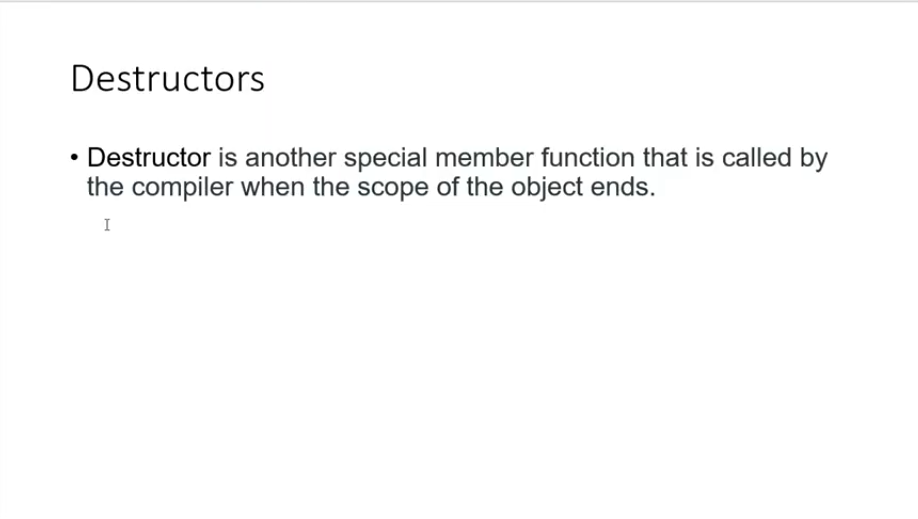 Destructors
• Destructor is another special member function that is called by
the compiler when the scope of the object ends.